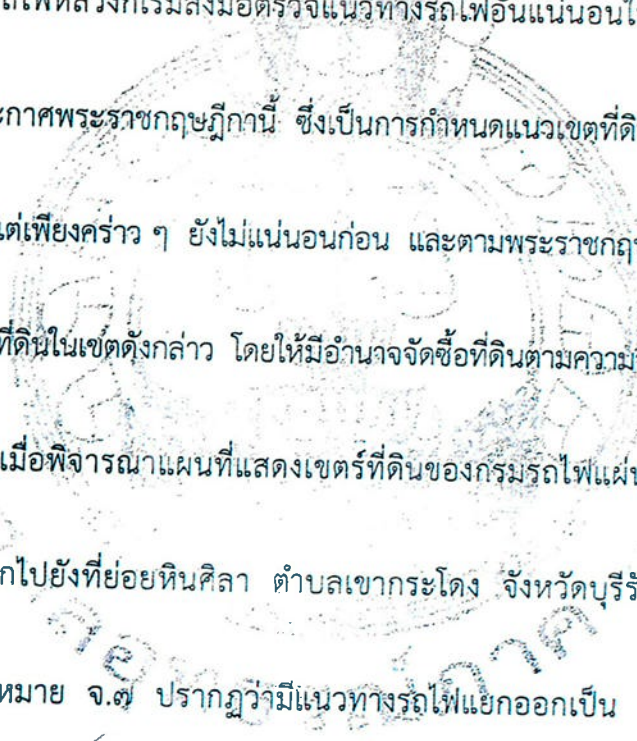 รถไฟหลวงก็เริ่มลงมือตรวจแนวทางรถไฟอันแน่นอน
ะกาศพระราชกฤษฎีกานี้ ซึ่งเป็นการกำหนดแนวเขตที่ดิ
แต่เพียงคร่าว ๆ ยังไม่แน่นอนก่อน และตามพระราชกฤษ
ที่ดินในเขตดังกล่าว โดยให้มีอำนาจจัดซื้อที่ดินตามความ
เมื่อพิจารณาแผนที่แสดงเขตร์ที่ดินของกรมรถไฟแผ่น
กไปยังที่ย่อยหินศิลา ตำบลเขากระโดง จังหวัดบุรีรั
หมาย จ.๗ ปรากฏว่ามีแนวทางรถไฟแยกออกเป็น